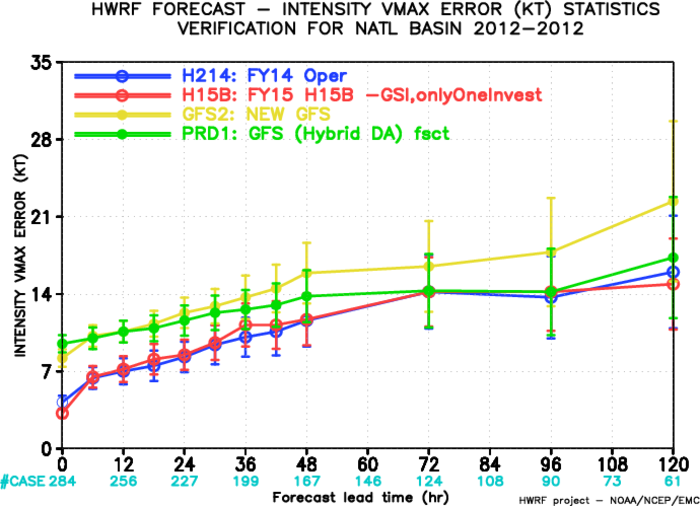 HWRF FORECAST – INTENSITY VMAX ERROR (KT) STATISTICS
VERIFICATION FOR NATL BASIN 2012–2012
H214: FY14 Oper
H15B: FY15 H15B –GSI,onlyOneInvest
GFS2: NEW GFS
PRD1: GFS (Hybrid DA) fsct
INTENSITY VMAX ERROR (KT)
35
28
21
14
7
0
0 12 24 36 48 60 72 84 96 108 120
#CASE 284 256 227 199 167 146 124 108 90 73 61
Forecast lead time (hr)
HWRF project – NOAA/NCEP/EMC